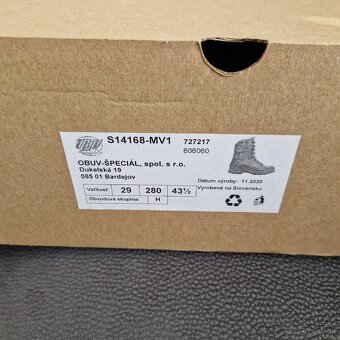 S14168-MV1
727217
606060
OBUV-ŠPECIÁL, spol. s r.o.
Dukelská 19
085 01 Bardejov
Dátum výroby: 11.2020
Vyrobené na Slovensku
Veľkosť 29 280 43½
Obvodová skupina: H